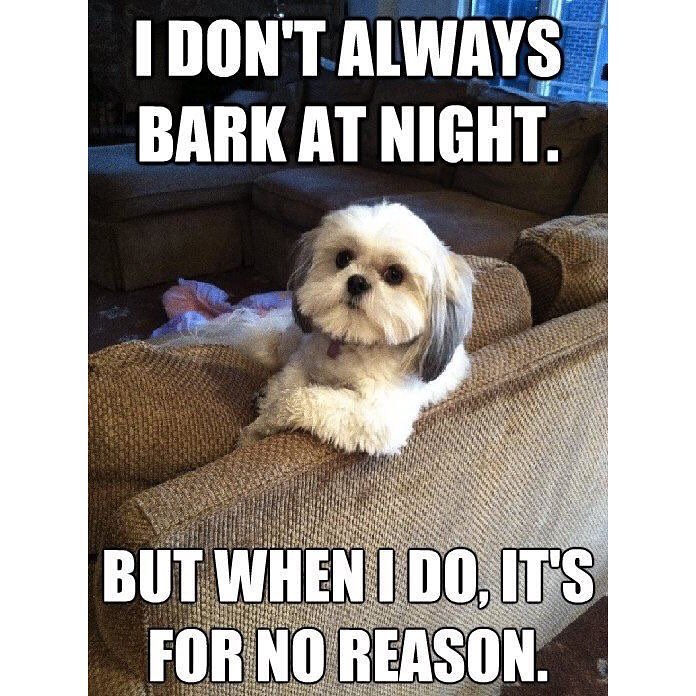 I DON'T ALWAYS
BARK AT NIGHT.
BUT WHEN I DO, IT'S
FOR NO REASON.